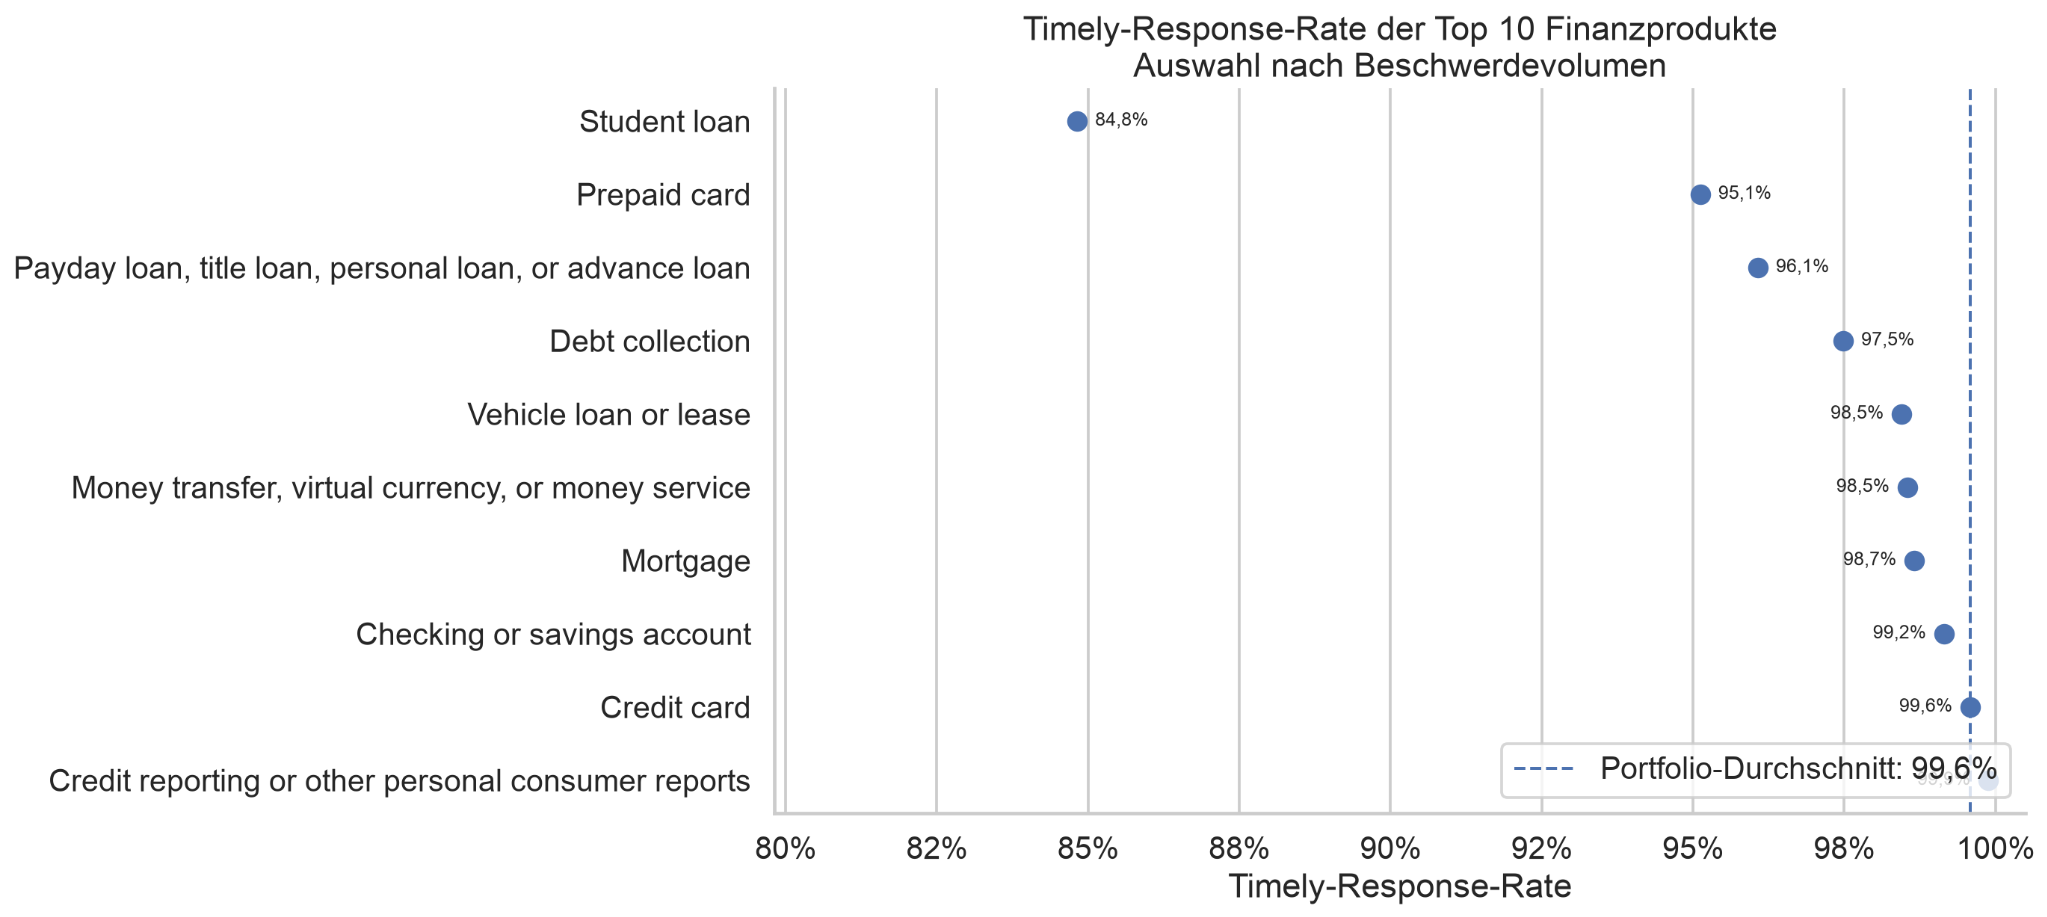 Timely-Response-Rate der Top 10 Finanzprodukte
Auswahl nach Beschwerdevolumen
Student loan
84,8%
Prepaid card
95,1%
Payday loan, title loan, personal loan, or advance loan
96,1%
Debt collection
97,5%
Vehicle loan or lease
98,5%
Money transfer, virtual currency, or money service
98,5%
Mortgage
98,7%
Checking or savings account
99,2%
Credit card
99,6%
Credit reporting or other personal consumer reports
Portfolio-Durchschnitt: 99,6%
80% 82% 85% 88% 90% 92% 95% 98% 100%
Timely-Response-Rate